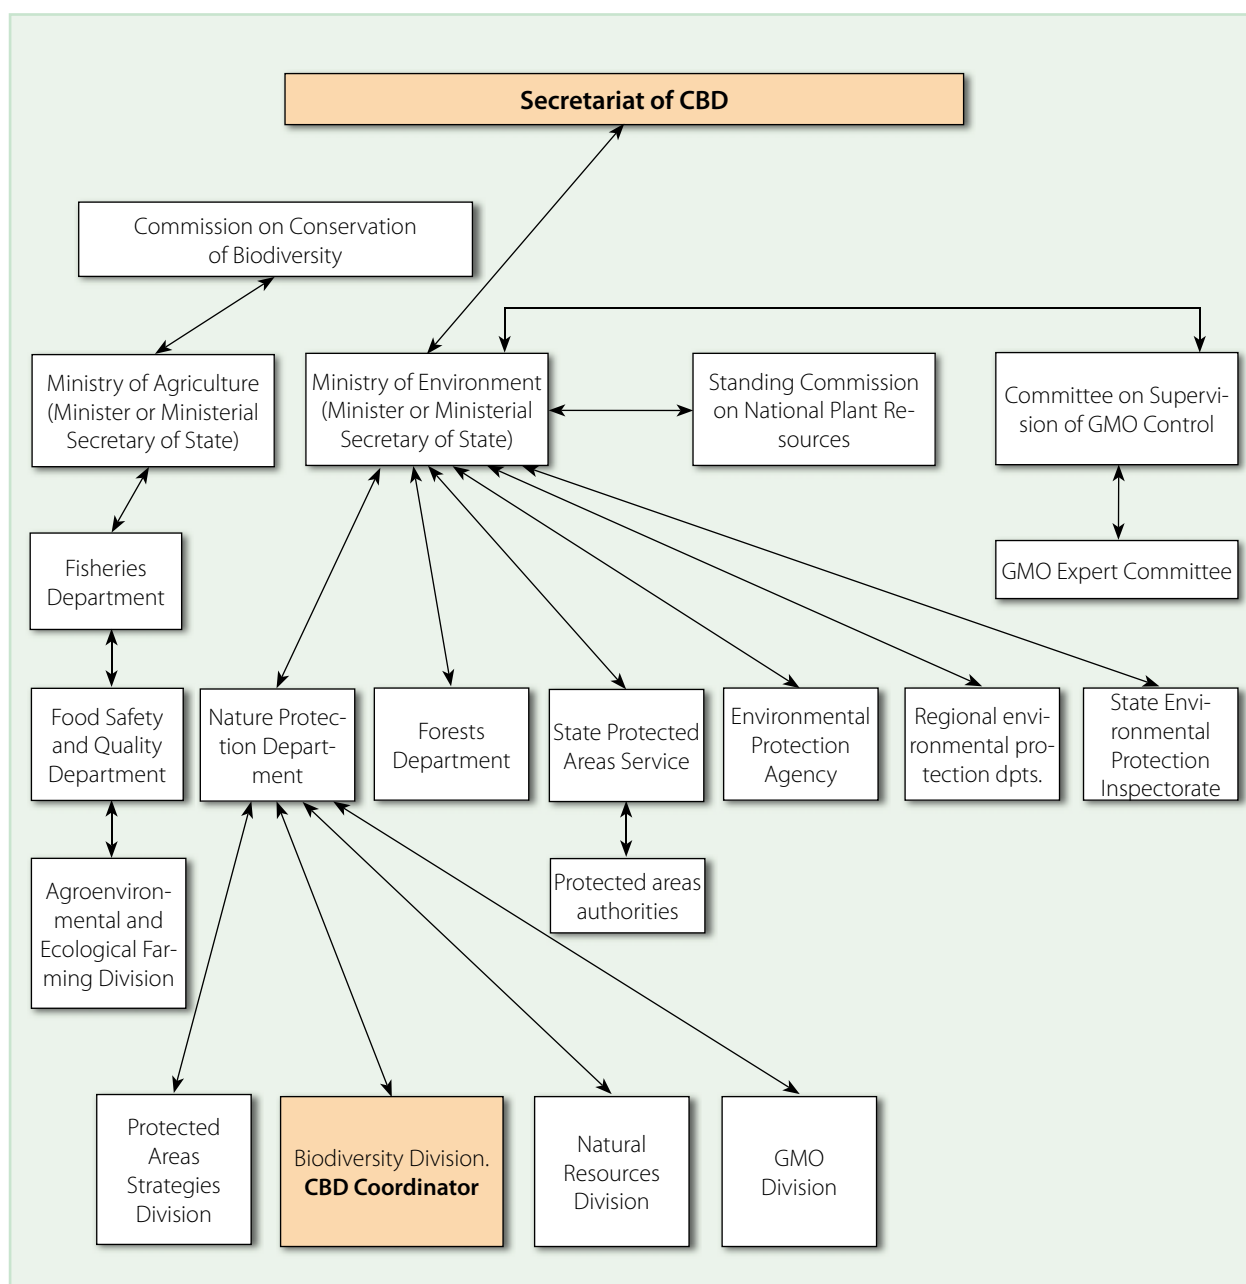 Secretariat of CBD
Commission on Conservation
of Biodiversity
Ministry of Agriculture
(Minister or Ministerial
Secretary of State)
Ministry of Environment
(Minister or Ministerial
Secretary of State)
Standing Commission
on National Plant Re-
sources
Committee on Supervi-
sion of GMO Control
Fisheries
Department
GMO Expert Committee
Food Safety
and Quality
Department
Nature Protec-
tion Depart-
ment
Forests
Department
State Protected
Areas Service
Environmental
Protection
Agency
Regional envi-
ronmental pro-
tection dpts.
State Envi-
ronmental
Protection
Inspectorate
Agroenviron-
mental and
Ecological Far-
ming Division
Protected areas
authorities
Protected
Areas
Strategies
Division
Biodiversity Division.
CBD Coordinator
Natural
Resources
Division
GMO
Division